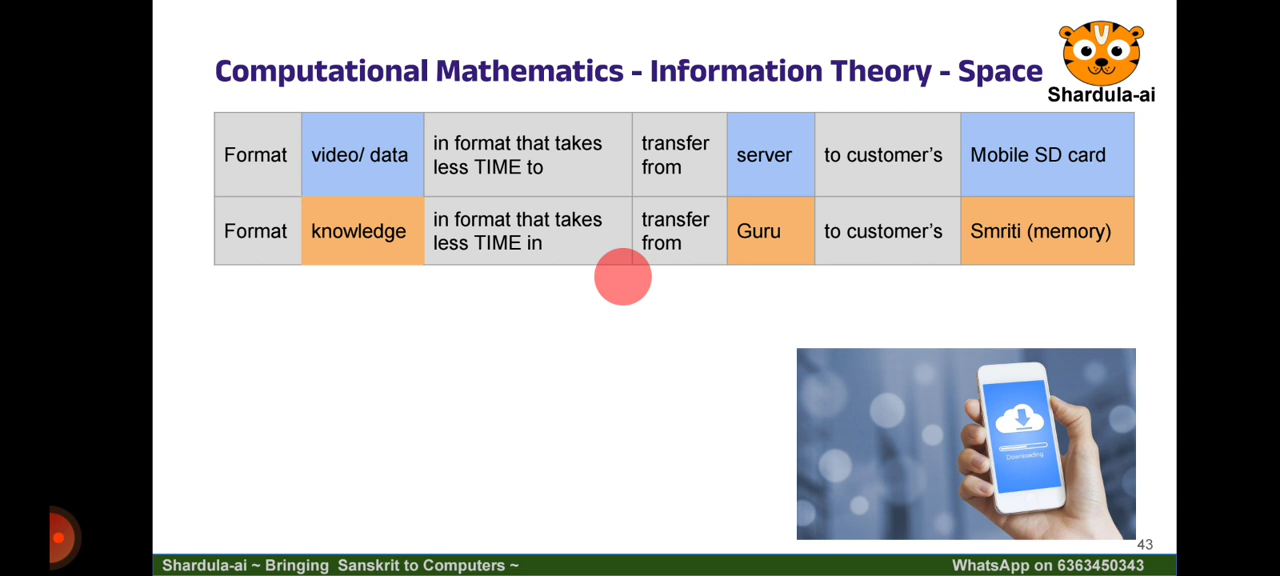 Computational Mathematics - Information Theory - Space
Shardula-ai
Format video/ data in format that takes less TIME to transfer from server to customer's Mobile SD card
Format knowledge in format that takes less TIME in transfer from Guru to customer's Smriti (memory)
Downloading
43
Shardula-ai ~ Bringing Sanskrit to Computers ~
WhatsApp on 6363450343